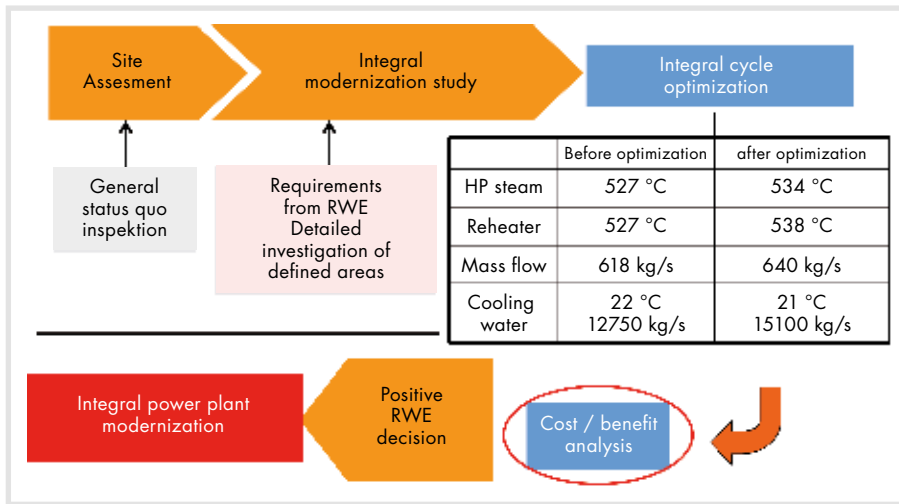 Site
Assesment
Integral
modernization study
Integral cycle
optimization
General
status quo
inspektion
Requirements
from RWE
Detailed
investigation of
defined areas
Before optimization after optimization
HP steam 527 °C 534 °C
Reheater 527 °C 538 °C
Mass flow 618 kg/s 640 kg/s
Cooling
water
22 °C
12750 kg/s
21 °C
15100 kg/s
Integral power plant
modernization
Positive
RWE
decision
Cost / benefit
analysis